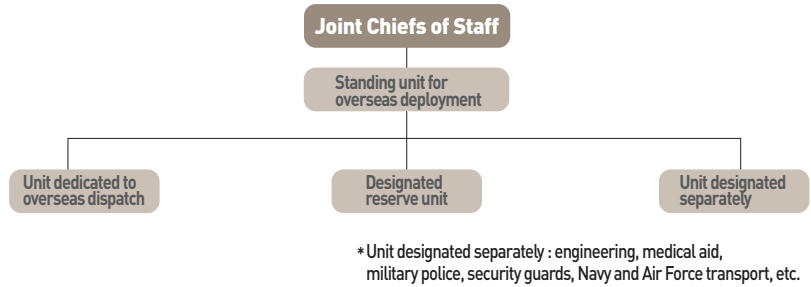 Joint Chiefs of Staff
Standing unit for
overseas deployment
Unit dedicated to
overseas dispatch
Designated
reserve unit
Unit designated
separately
*Unit designated separately : engineering, medical aid,
military police, security guards, Navy and Air Force transport, etc.